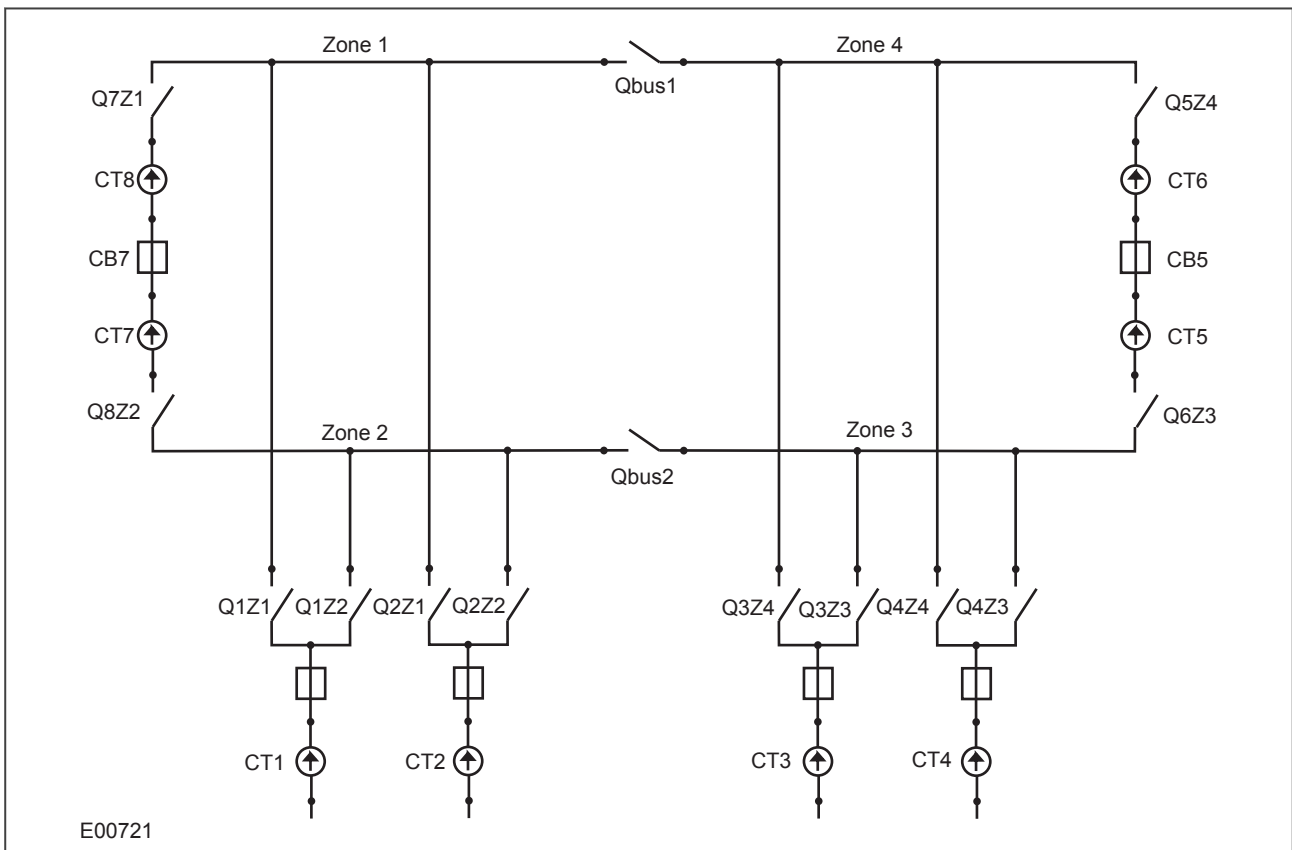 Zone 1
Zone 4
Qbus1
Q7Z1
Q5Z4
CT8
CT6
CB7
CB5
CT7
CT5
Q8Z2
Q6Z3
Zone 2
Zone 3
Qbus2
Q1Z1 Q1Z2 Q2Z1 Q2Z2 Q3Z4 Q3Z3 Q4Z4 Q4Z3
CT1 CT2 CT3 CT4
E00721